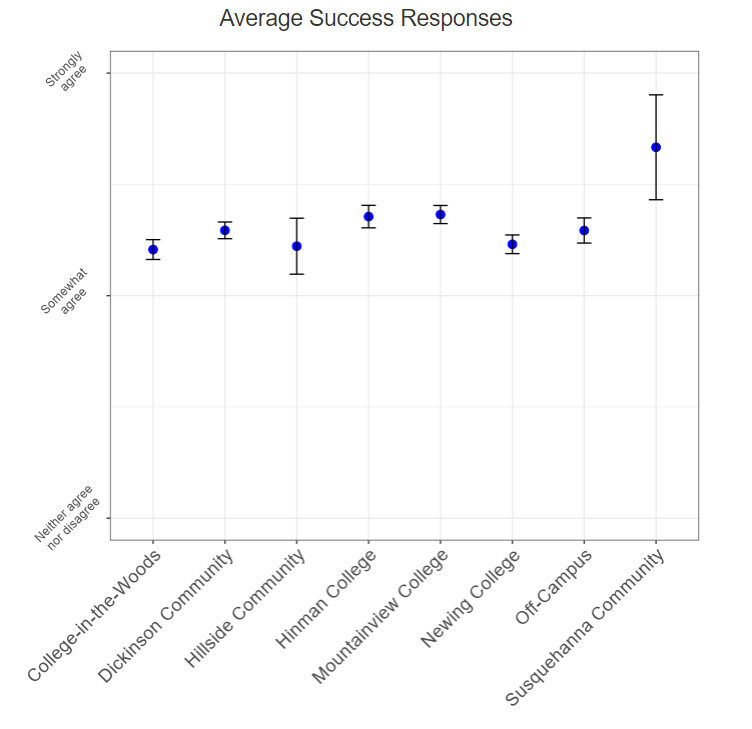 Average Success Responses
Strongly
agree
Somewhat
agree
Neither agree
nor disagree
College-in-the-Woods
Dickinson Community
Hillside Community
Hinman College
Mountainview College
Newing College
Off-Campus
Susquehanna Community